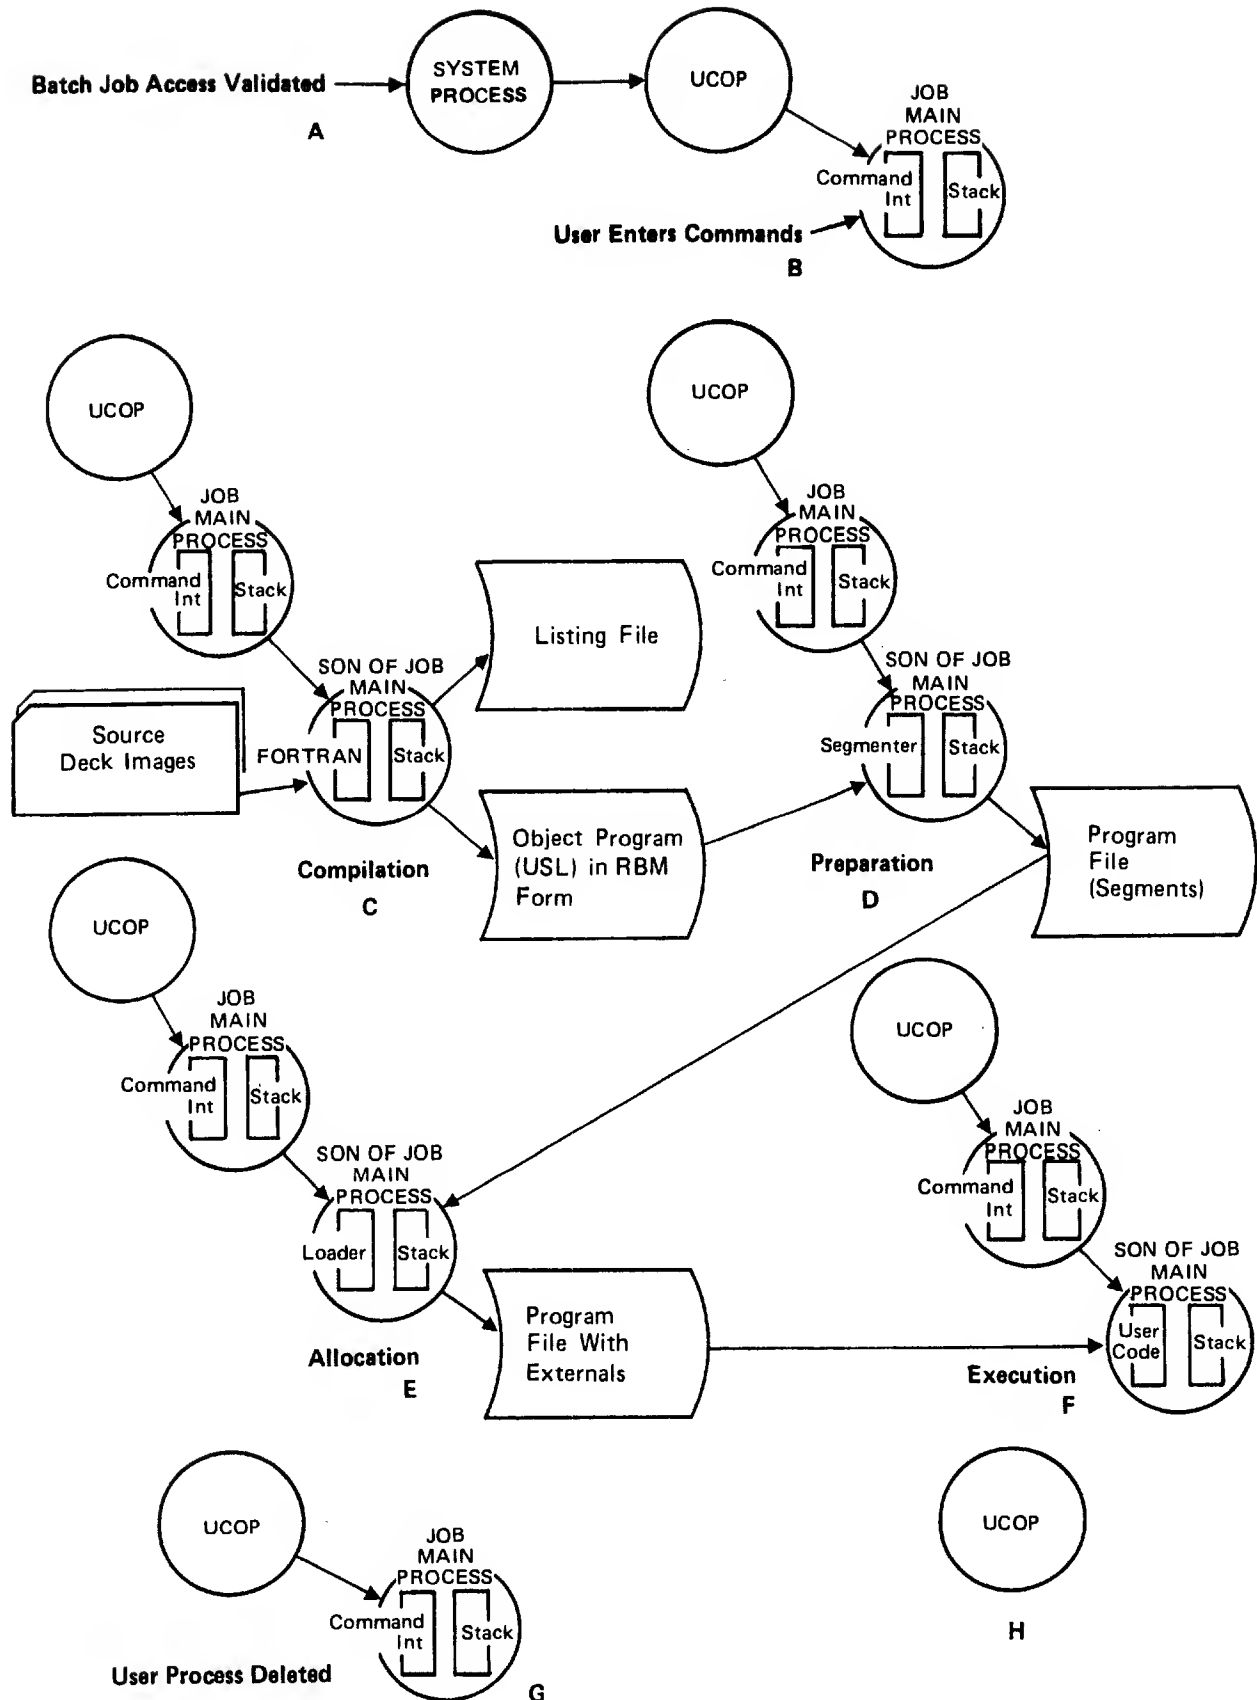 Batch Job Access Validated
A
SYSTEM
PROCESS
UCOP
JOB
MAIN
PROCESS
Command
Int
Stack
User Enters Commands
B
UCOP
JOB
MAIN
PROCESS
Command
Int
Stack
Source
Deck Images
SON OF JOB
MAIN
PROCESS
FORTRAN
Stack
Compilation
C
Listing File
Object Program
(USL) in RBM
Form
UCOP
JOB
MAIN
PROCESS
Command
Int
Stack
SON OF JOB
MAIN
PROCESS
Segmenter
Stack
Preparation
D
Program
File
(Segments)
UCOP
JOB
MAIN
PROCESS
Command
Int
Stack
SON OF JOB
MAIN
PROCESS
Loader
Stack
Allocation
E
Program
File With
Externals
UCOP
JOB
MAIN
PROCESS
Command
Int
Stack
SON OF JOB
MAIN
PROCESS
User
Code
Stack
Execution
F
UCOP
JOB
MAIN
PROCESS
Command
Int
Stack
User Process Deleted
G
UCOP
H